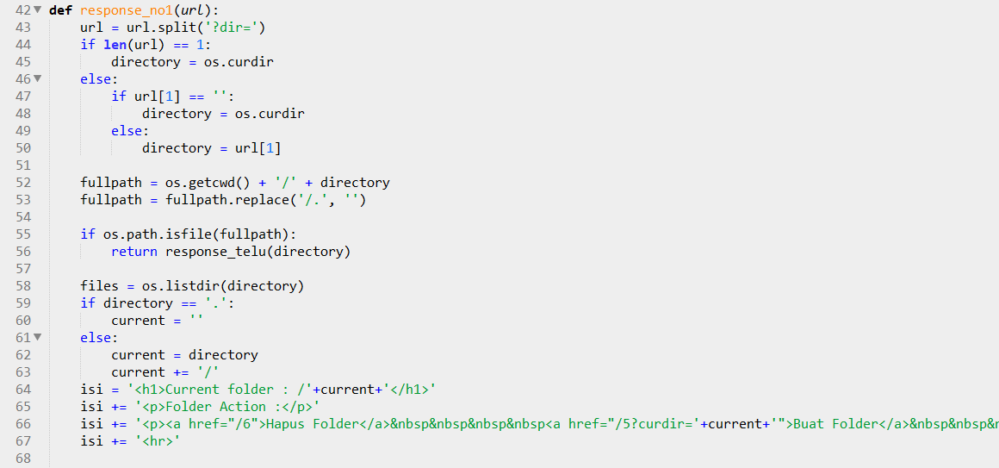 42 def response_no1(url):
43     url = url.split('?dir=')
44     if len(url) == 1:
45         directory = os.curdir
46     else:
47         if url[1] == '':
48             directory = os.curdir
49         else:
50             directory = url[1]
51
52     fullpath = os.getcwd() + '/' + directory
53     fullpath = fullpath.replace('/.', '')
54
55     if os.path.isfile(fullpath):
56         return response_telu(directory)
57
58     files = os.listdir(directory)
59     if directory == '.':
60         current = ''
61     else:
62         current = directory
63         current += '/'
64     isi = '<h1>Current folder : /'+current+'</h1>'
65     isi += '<p>Folder Action :</p>'
66     isi += '<p><a href="/6">Hapus Folder</a>&nbsp&nbsp&nbsp&nbsp<a href="/5?curdir='+current+'">Buat Folder</a>&nbsp&nbsp&n
67     isi += '<hr>'
68